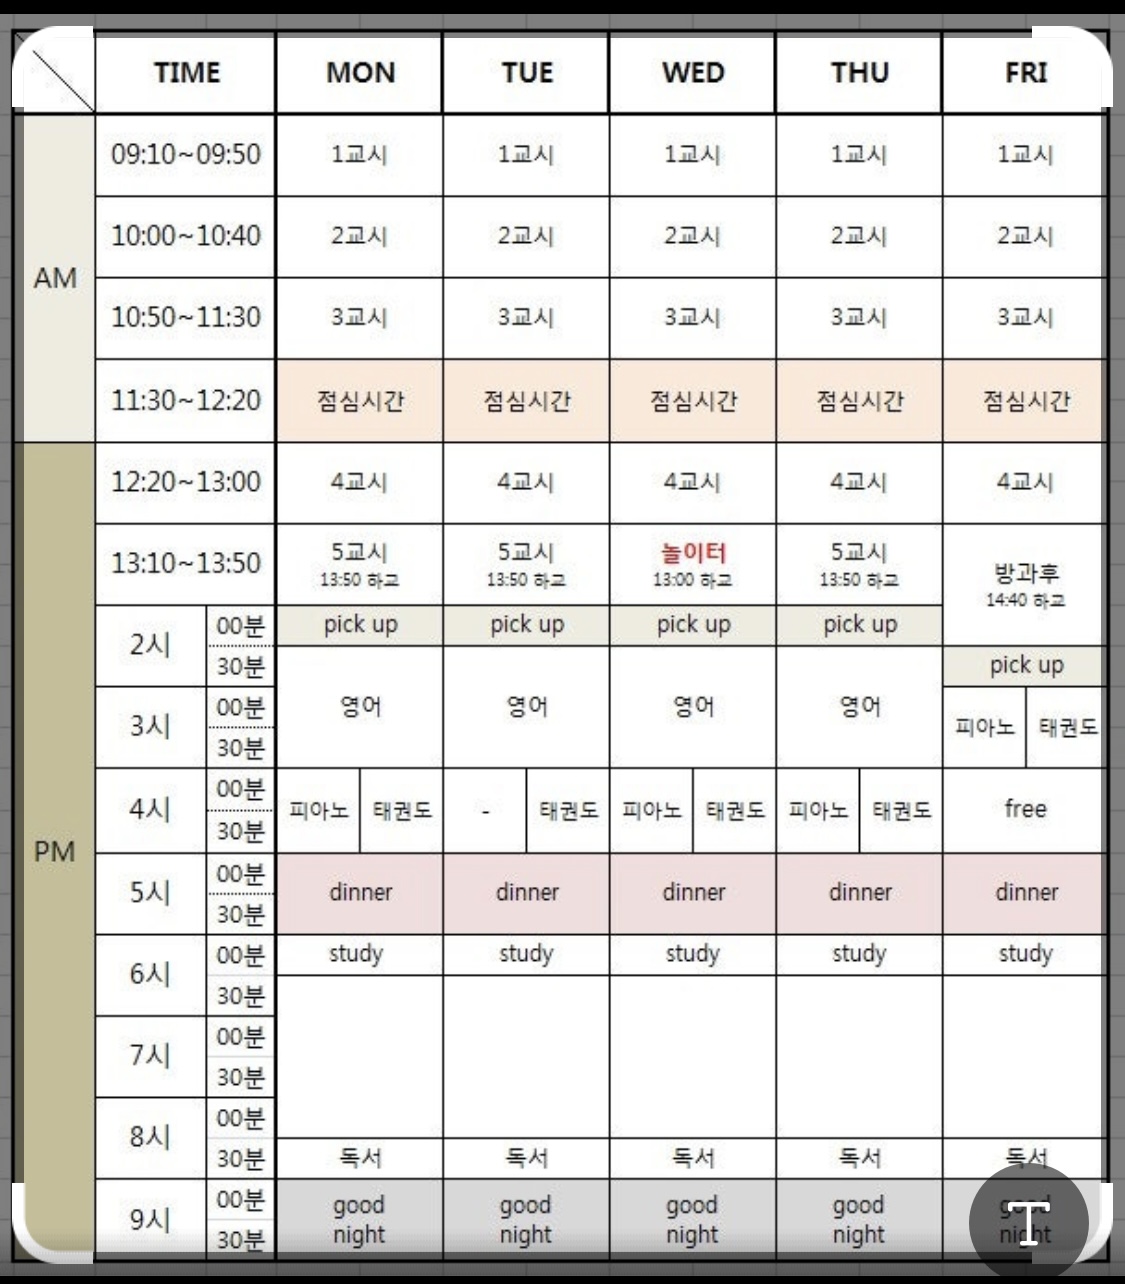 TIME MON TUE WED THU FRI
AM
09:10~09:50 1교시 1교시 1교시 1교시 1교시
10:00~10:40 2교시 2교시 2교시 2교시 2교시
10:50~11:30 3교시 3교시 3교시 3교시 3교시
11:30~12:20 점심시간 점심시간 점심시간 점심시간 점심시간
PM
12:20~13:00 4교시 4교시 4교시 4교시 4교시
13:10~13:50 5교시 5교시 놀이터 5교시 방과후
13:50 하교 13:50 하교 13:00 하교 13:50 하교 14:40 하교
2시 00분 pick up pick up pick up pick up
30분 pick up
3시 00분 영어 영어 영어 영어 피아노 태권도
30분
4시 00분 피아노 태권도 - 태권도 피아노 태권도 피아노 태권도 free
30분
5시 00분 dinner dinner dinner dinner dinner
30분
6시 00분 study study study study study
30분
7시 00분
30분
8시 00분
30분 독서 독서 독서 독서 독서
9시 00분 good good good good good
30분 night night night night night
T